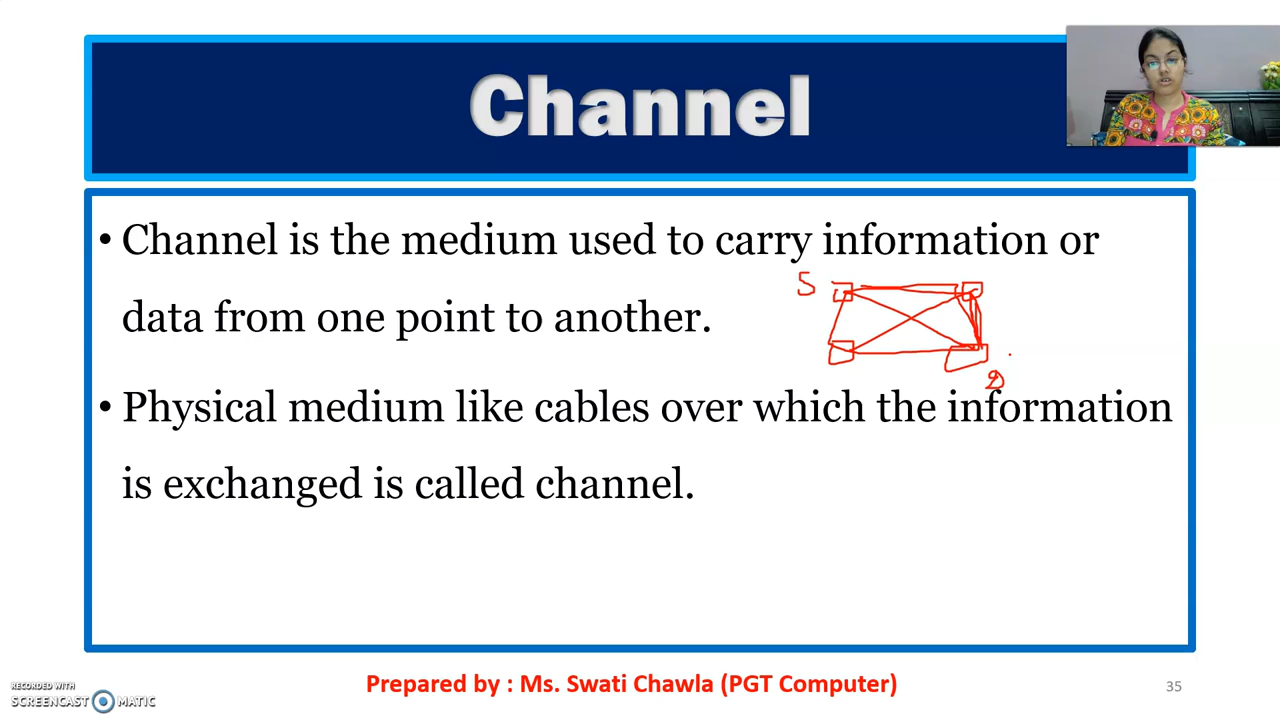 Channel
• Channel is the medium used to carry information or
S
data from one point to another.
D
• Physical medium like cables over which the information
is exchanged is called channel.
Prepared by : Ms. Swati Chawla (PGT Computer)
35
RECORDED WITH
SCREENCAST MATIC